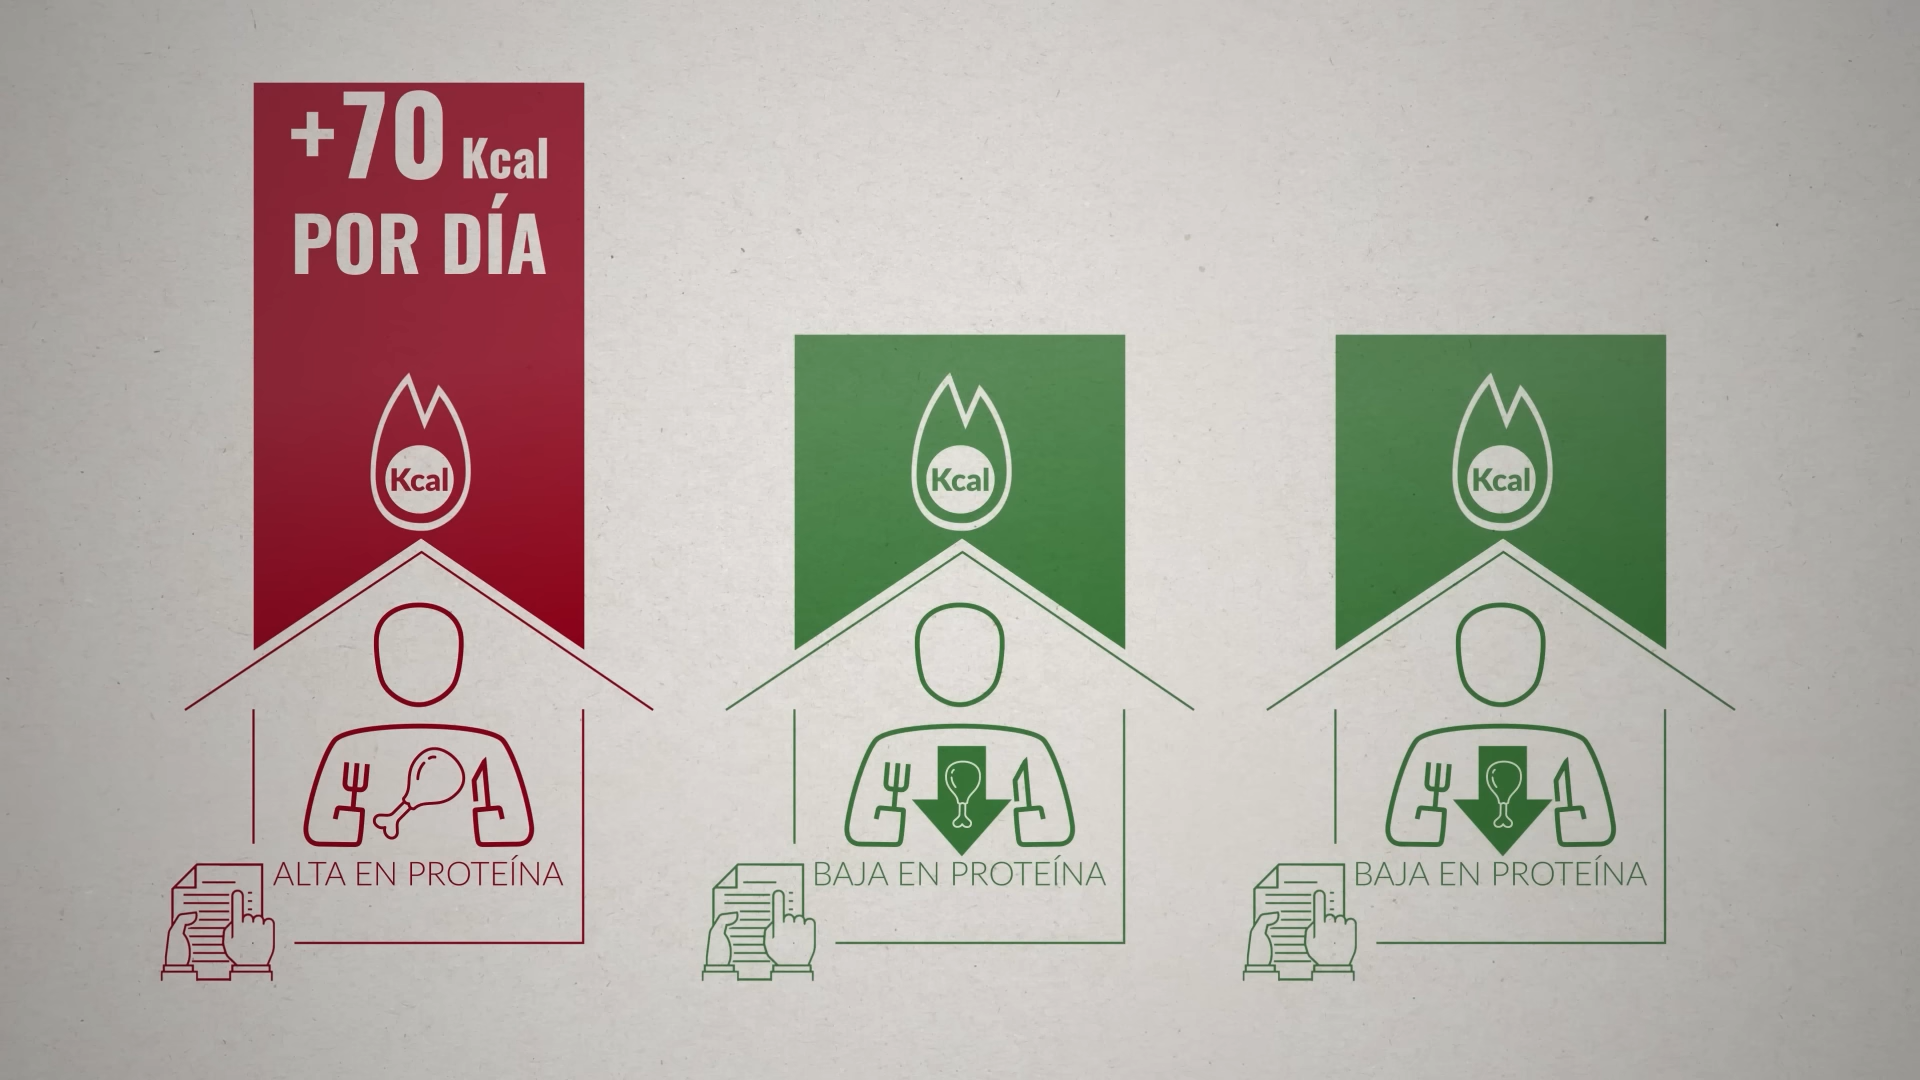 +70 Kcal
POR DÍA
Kcal
Kcal
Kcal
ALTA EN PROTEÍNA
BAJA EN PROTEÍNA
BAJA EN PROTEÍNA